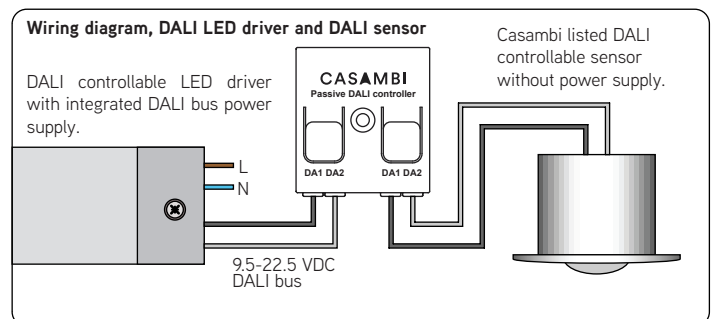 Wiring diagram, DALI LED driver and DALI sensor
DALI controllable LED driver
with integrated DALI bus power
supply.
L
N
9.5-22.5 VDC
DALI bus
CASAMBI
Passive DALI controller
DA1 DA2 DA1 DA2
Casambi listed DALI
controllable sensor
without power supply.